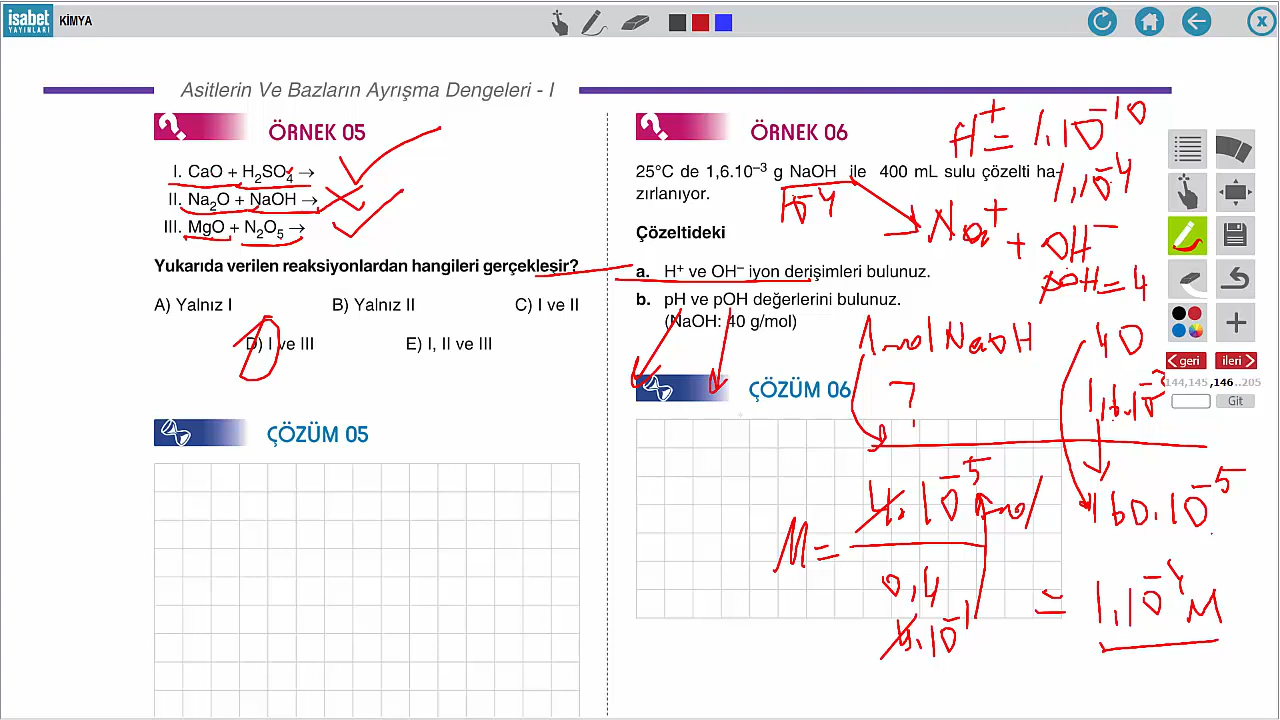 isabet
YAYINLARI
KİMYA
Asitlerin Ve Bazların Ayrışma Dengeleri - I
ÖRNEK 05
I. CaO + H₂SO₄ →
II. Na₂O + NaOH →
III. MgO + N₂O₅ →
Yukarıda verilen reaksiyonlardan hangileri gerçekleşir?
A) Yalnız I B) Yalnız II C) I ve II
D) I ve III E) I, II ve III
ÇÖZÜM 05
ÖRNEK 06
25°C de 1,6.10⁻³ g NaOH ile 400 mL sulu çözelti ha-
zırlanıyor.
Çözeltideki
a. H⁺ ve OH⁻ iyon derişimleri bulunuz.
b. pH ve pOH değerlerini bulunuz.
(NaOH: 40 g/mol)
ÇÖZÜM 06
H⁺ = 1.10⁻¹⁰
1.10⁻⁴
10⁻⁴
Na⁺ + OH⁻
pOH = 4
1 mol NaOH 40
? 1,6.10⁻³
4.10⁻⁵ mol
160.10⁻⁵
M =
0,4
4.10⁻¹
= 1.10⁻⁴ M
geri ileri
144,145,146..205
Git